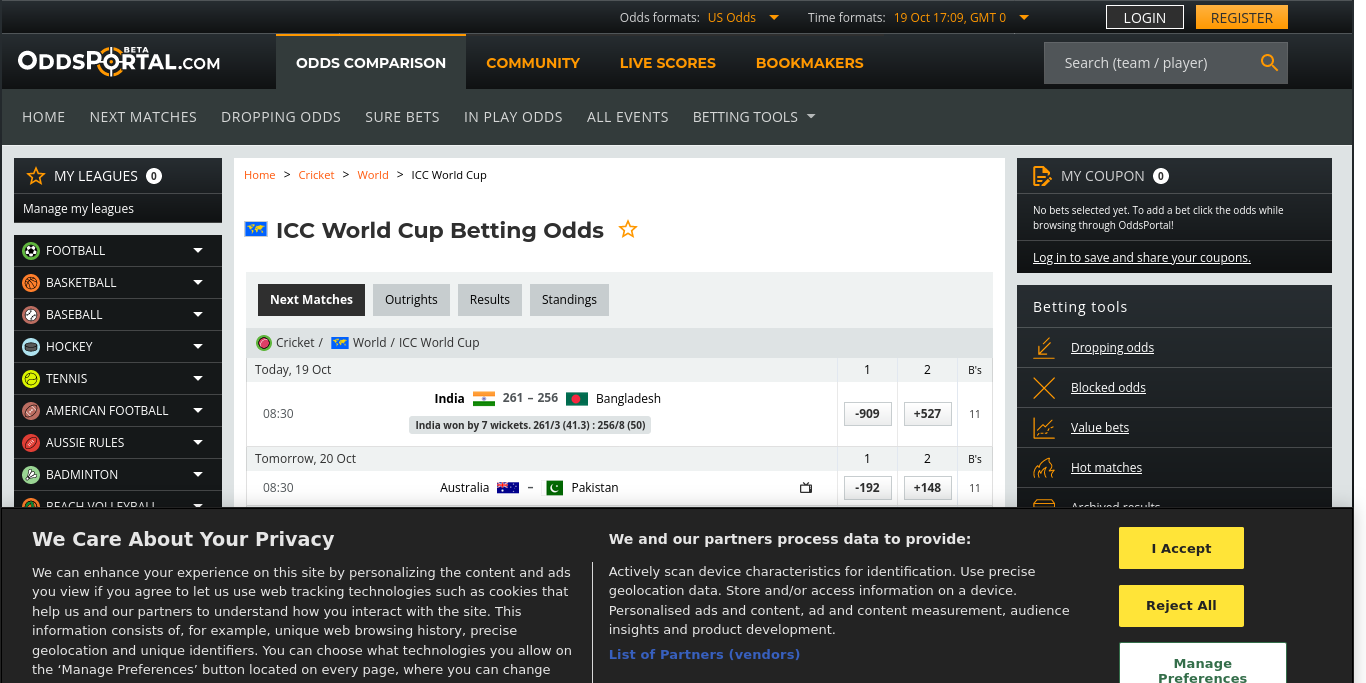 Odds formats: US Odds
Time formats: 19 Oct 17:09, GMT 0
LOGIN
REGISTER
ODDSPORTAL.COM
BETA
ODDS COMPARISON
COMMUNITY
LIVE SCORES
BOOKMAKERS
Search (team / player)
HOME
NEXT MATCHES
DROPPING ODDS
SURE BETS
IN PLAY ODDS
ALL EVENTS
BETTING TOOLS
MY LEAGUES 0
Manage my leagues
FOOTBALL
BASKETBALL
BASEBALL
HOCKEY
TENNIS
AMERICAN FOOTBALL
AUSSIE RULES
BADMINTON
BEACH VOLLEYBALL
Home > Cricket > World > ICC World Cup
ICC World Cup Betting Odds
Next Matches
Outrights
Results
Standings
Cricket / World / ICC World Cup
Today, 19 Oct 1 2 B's
08:30 India 261 – 256 Bangladesh -909 +527 11
India won by 7 wickets. 261/3 (41.3) : 256/8 (50)
Tomorrow, 20 Oct 1 2 B's
08:30 Australia – Pakistan -192 +148 11
MY COUPON 0
No bets selected yet. To add a bet click the odds while
browsing through OddsPortal!
Log in to save and share your coupons.
Betting tools
Dropping odds
Blocked odds
Value bets
Hot matches
Archived results
We Care About Your Privacy
We can enhance your experience on this site by personalizing the content and ads
you view if you agree to let us use web tracking technologies such as cookies that
help us and our partners to understand how you interact with the site. This
information consists of, for example, unique web browsing history, precise
geolocation and unique identifiers. You can choose what technologies you allow on
the ‘Manage Preferences’ button located on every page, where you can change
We and our partners process data to provide:
Actively scan device characteristics for identification. Use precise
geolocation data. Store and/or access information on a device.
Personalised ads and content, ad and content measurement, audience
insights and product development.
List of Partners (vendors)
I Accept
Reject All
Manage
Preferences